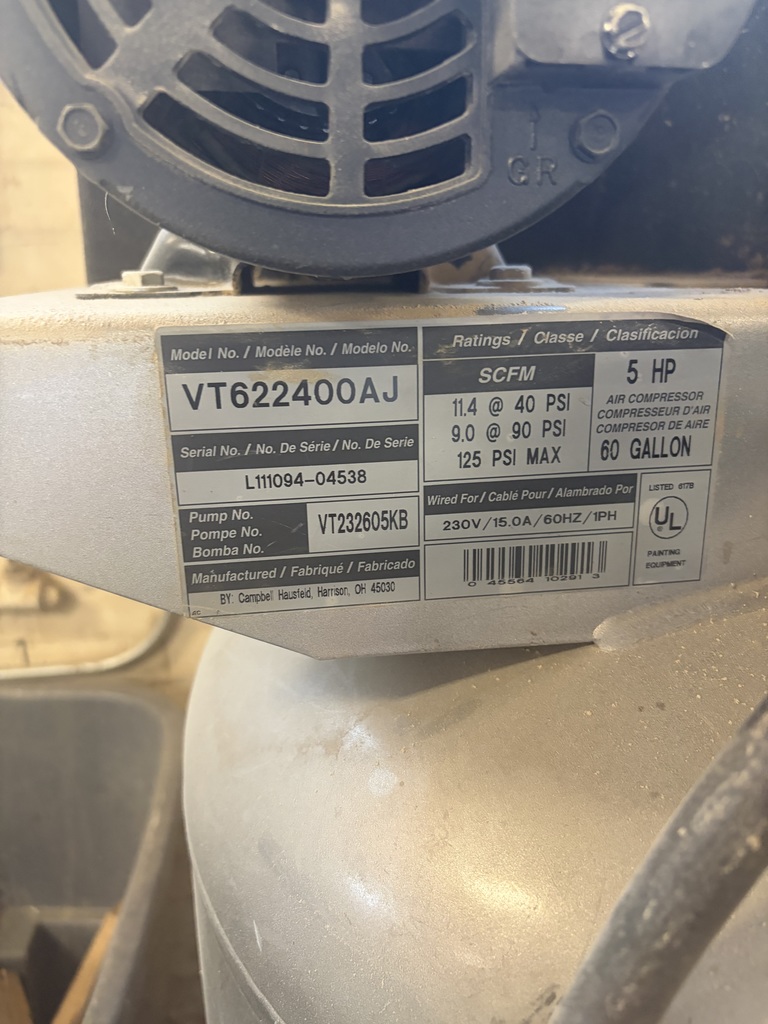 GR
Model No. / Modèle No. / Modelo No.
VT622400AJ
Serial No. / No. De Série / No. De Serie
L111094-04538
Pump No.
Pompe No.
Bomba No.
VT232605KB
Manufactured / Fabriqué / Fabricado
BY: Campbell Hausfeld, Harrison, OH 45030
Ratings / Classe / Clasificacion
SCFM
11.4 @ 40 PSI
9.0 @ 90 PSI
125 PSI MAX
5 HP
AIR COMPRESSOR
COMPRESSEUR D'AIR
COMPRESOR DE AIRE
60 GALLON
Wired For / Cablé Pour / Alambrado Por
230V/15.0A/60HZ/1PH
0 45564 10291 3
LISTED 617B
UL
PAINTING
EQUIPMENT